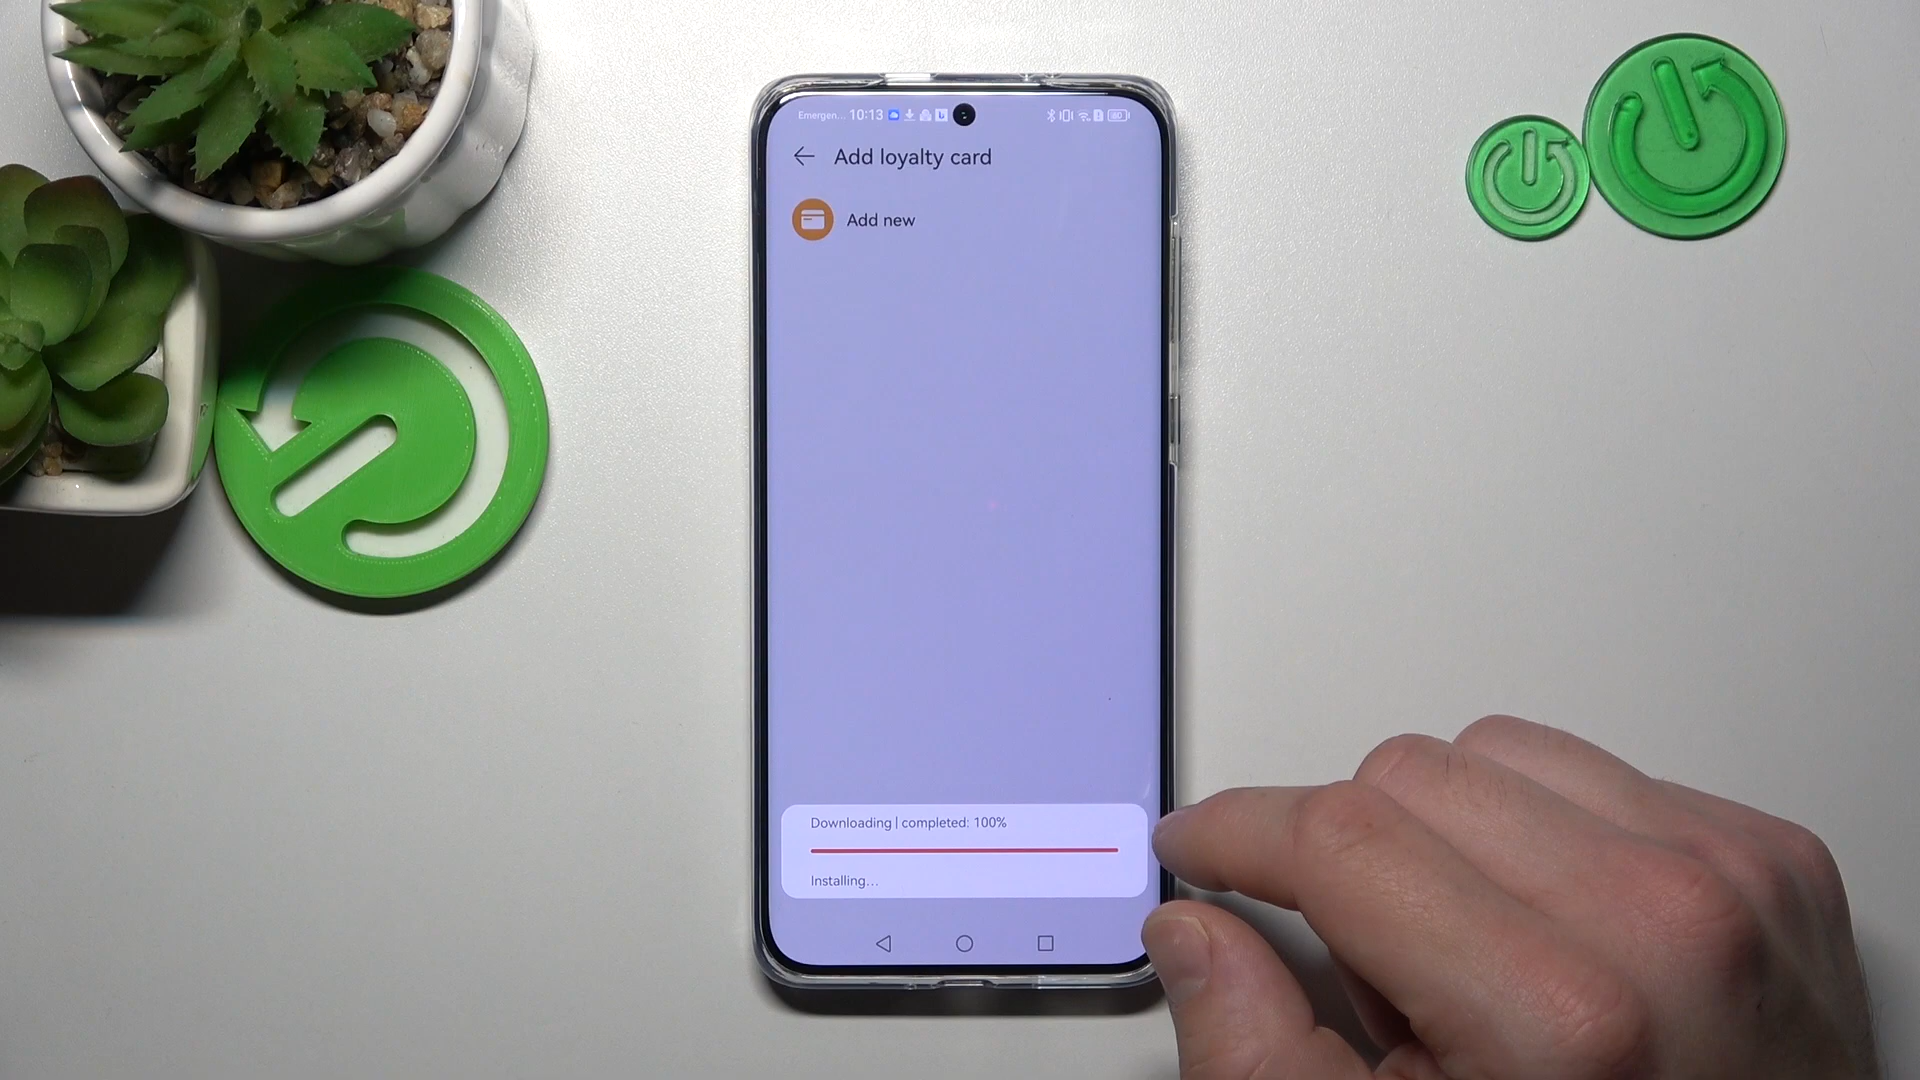 Emergen... 10:13
Add loyalty card
Add new
Downloading | completed: 100%
Installing...